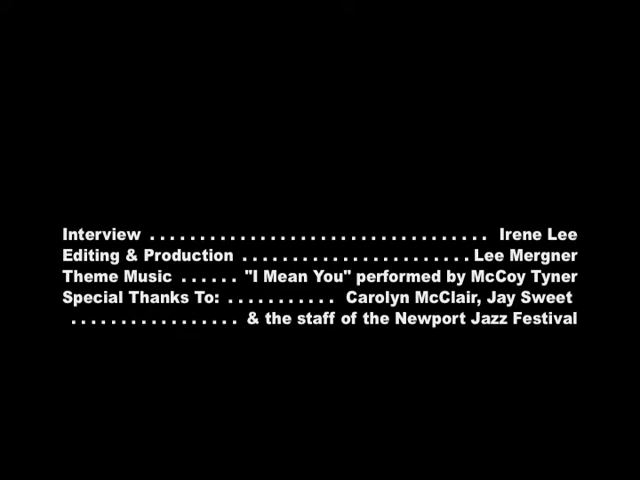 Interview . . . . . . . . . . . . . . . . . . . . . . . . . . . . . . . . . . Irene Lee
Editing & Production . . . . . . . . . . . . . . . . . . . . . . . Lee Mergner
Theme Music . . . . . . "I Mean You" performed by McCoy Tyner
Special Thanks To: . . . . . . . . . . . Carolyn McClair, Jay Sweet
. . . . . . . . . . . . . . . . . & the staff of the Newport Jazz Festival